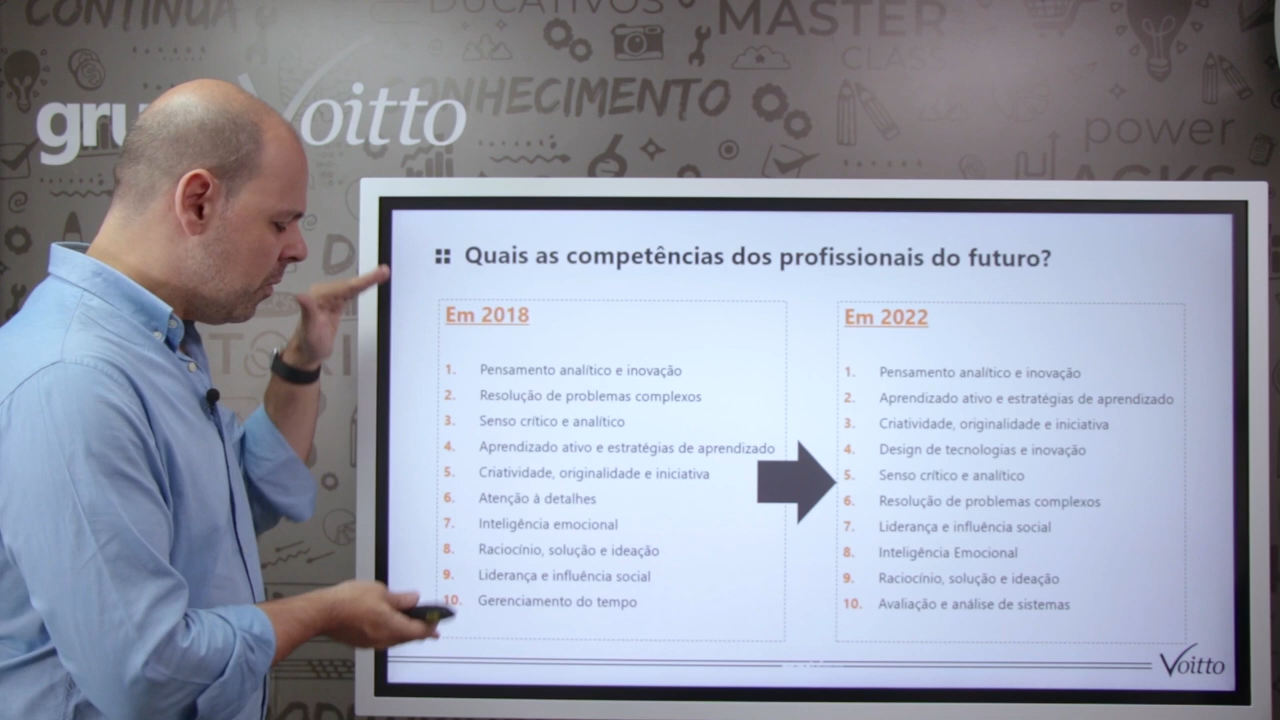 CONTINUA
EDUCATIVOS
MASTER
CLASS
CONHECIMENTO
Voitto
power
Quais as competências dos profissionais do futuro?
Em 2018
1. Pensamento analítico e inovação
2. Resolução de problemas complexos
3. Senso crítico e analítico
4. Aprendizado ativo e estratégias de aprendizado
5. Criatividade, originalidade e iniciativa
6. Atenção à detalhes
7. Inteligência emocional
8. Raciocínio, solução e ideação
9. Liderança e influência social
10. Gerenciamento do tempo
Em 2022
1. Pensamento analítico e inovação
2. Aprendizado ativo e estratégias de aprendizado
3. Criatividade, originalidade e iniciativa
4. Design de tecnologias e inovação
5. Senso crítico e analítico
6. Resolução de problemas complexos
7. Liderança e influência social
8. Inteligência Emocional
9. Raciocínio, solução e ideação
10. Avaliação e análise de sistemas
Voitto